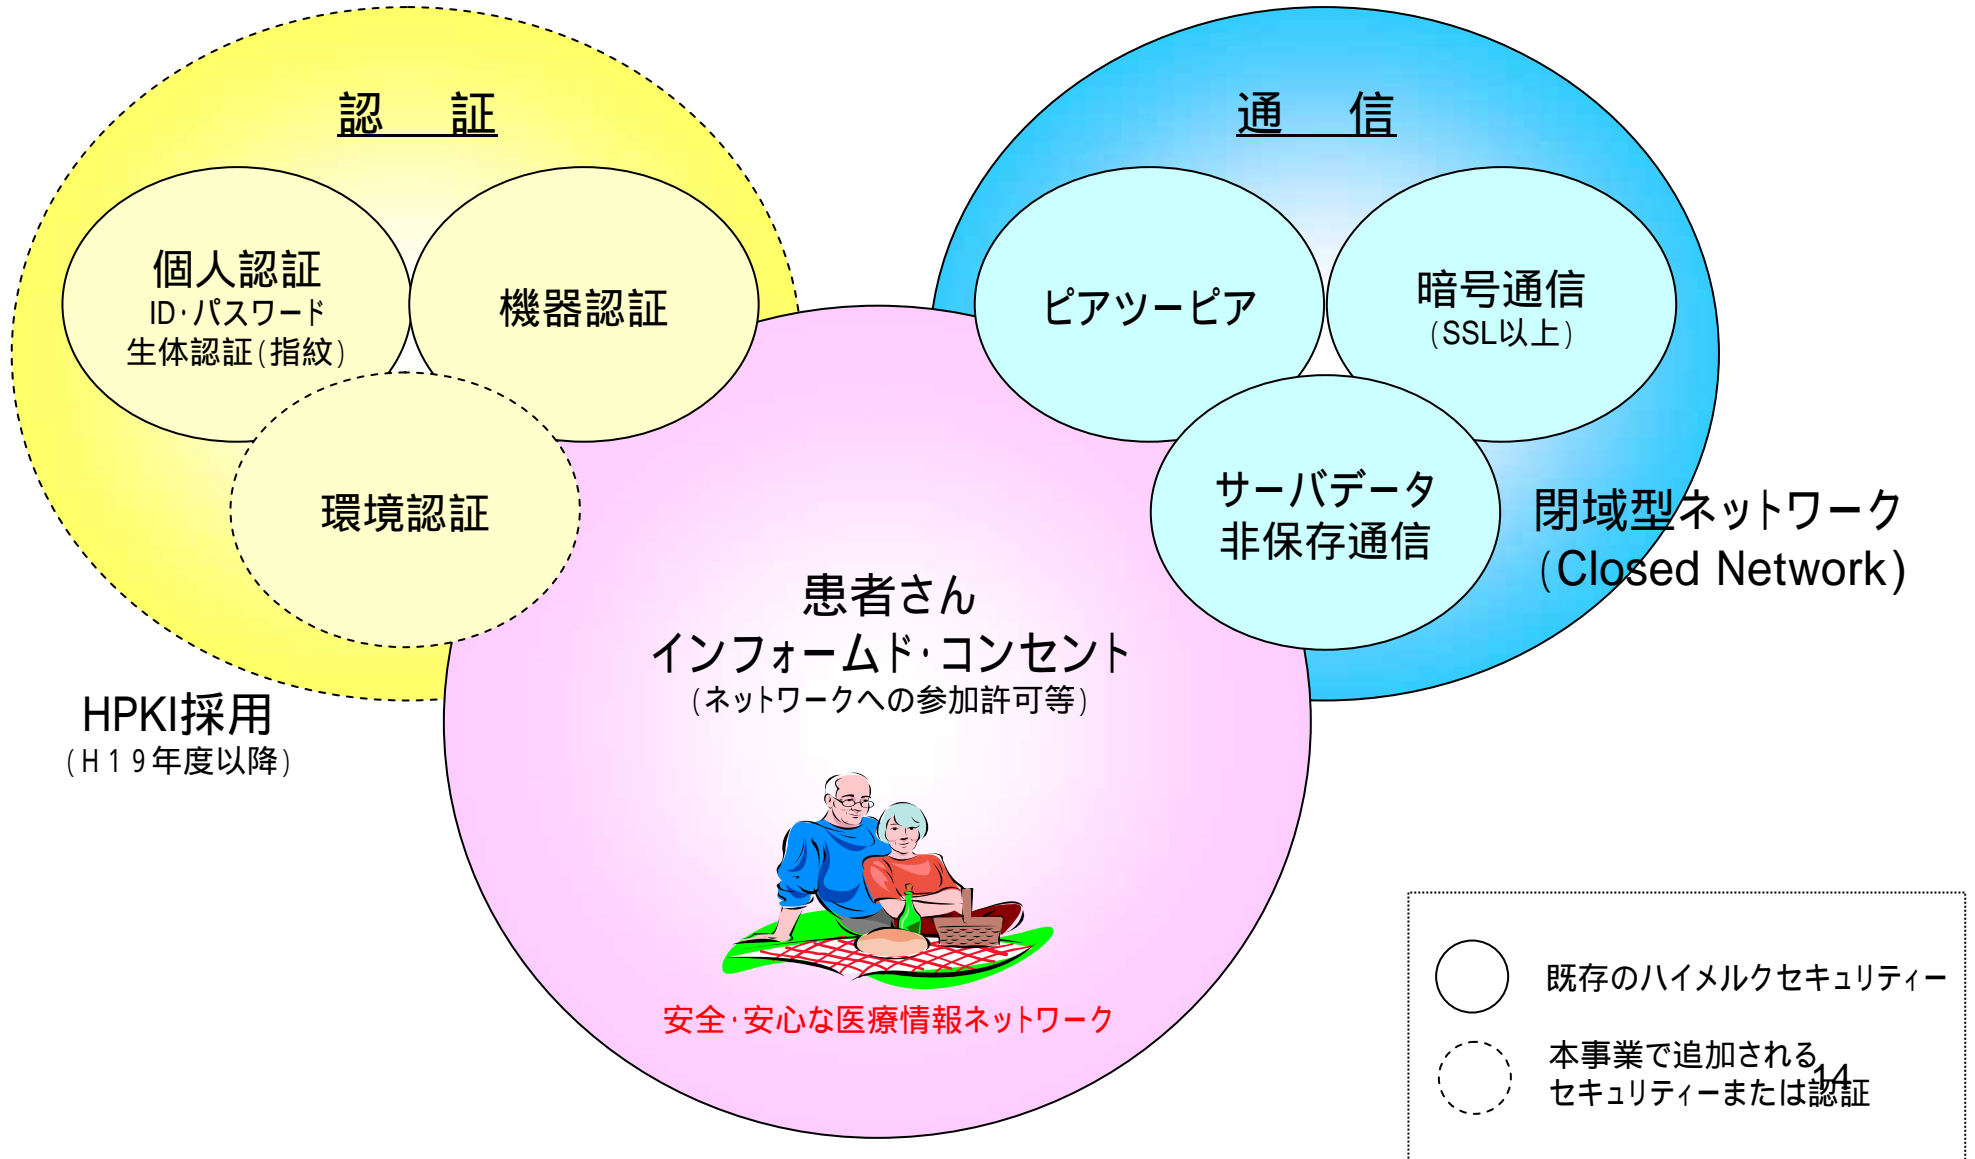 認　証
個人認証
ID・パスワード
生体認証(指紋)
機器認証
環境認証
HPKI採用
(H19年度以降)
通　信
ピアツーピア
暗号通信
(SSL以上)
サーバデータ
非保存通信
閉域型ネットワーク
(Closed Network)
患者さん
インフォームド・コンセント
(ネットワークへの参加許可等)
安全・安心な医療情報ネットワーク
既存のハイメルクセキュリティー
本事業で追加される
セキュリティーまたは認証
14